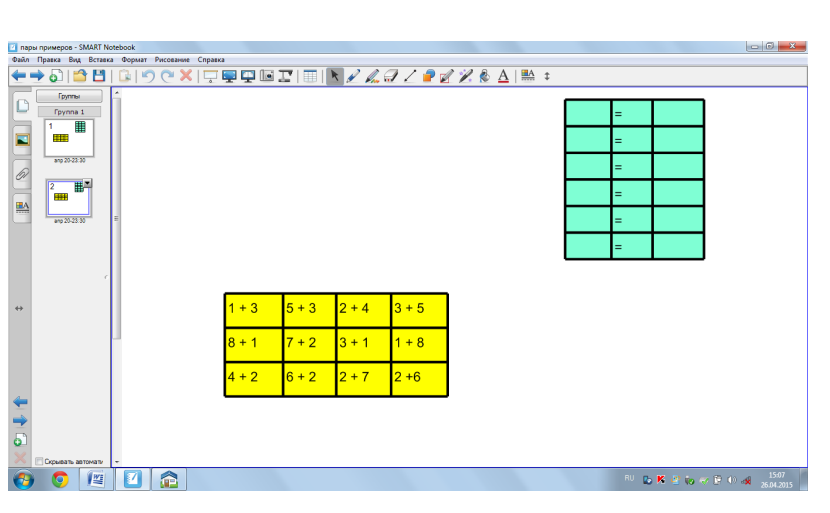 пары примеров - SMART Notebook
Файл Правка Вид Вставка Формат Рисование Справка
Группы
Группа 1
1
апр 20-23:30
2
апр 20-23:30
=
=
=
=
=
=
1 + 3 5 + 3 2 + 4 3 + 5
8 + 1 7 + 2 3 + 1 1 + 8
4 + 2 6 + 2 2 + 7 2 +6
Скрывать автомати
RU
15:07
26.04.2015